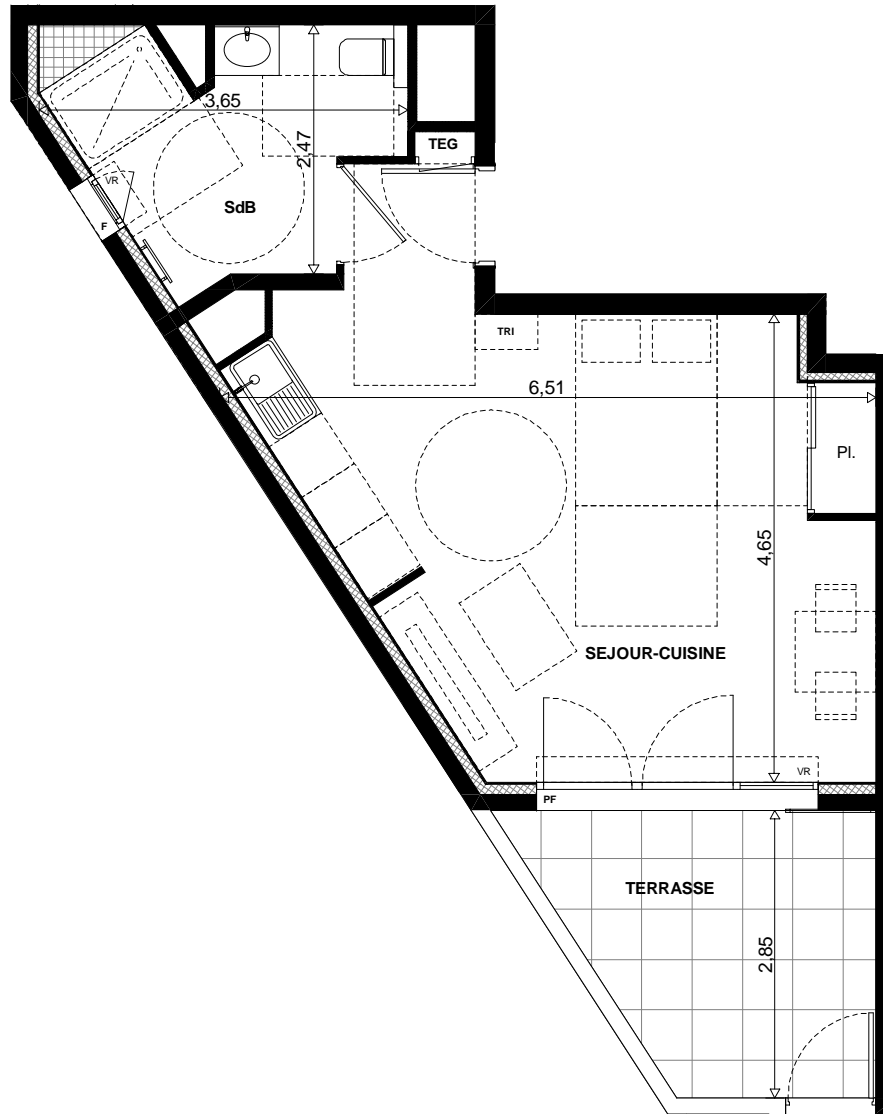 3,65
TEG
2,47
VR
SdB
F
TRI
6,51
Pl.
4,65
SEJOUR-CUISINE
VR
PF
TERRASSE
2,85